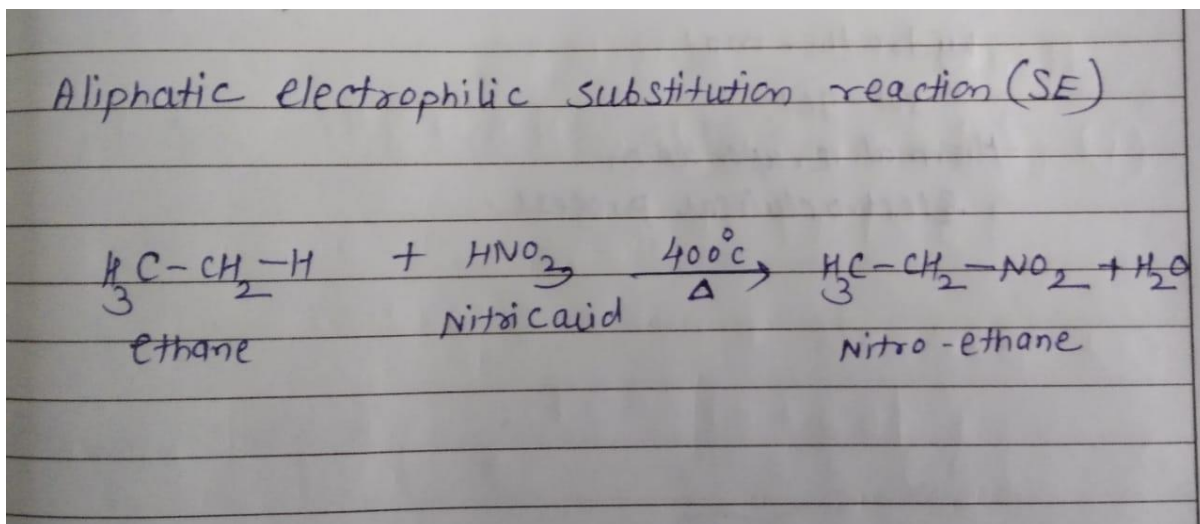 Aliphatic electrophilic substitution reaction (SE)
H₃C-CH₂-H + HNO₃ 400°C Δ → H₃C-CH₂-NO₂ + H₂O
ethane Nitric acid Nitro-ethane